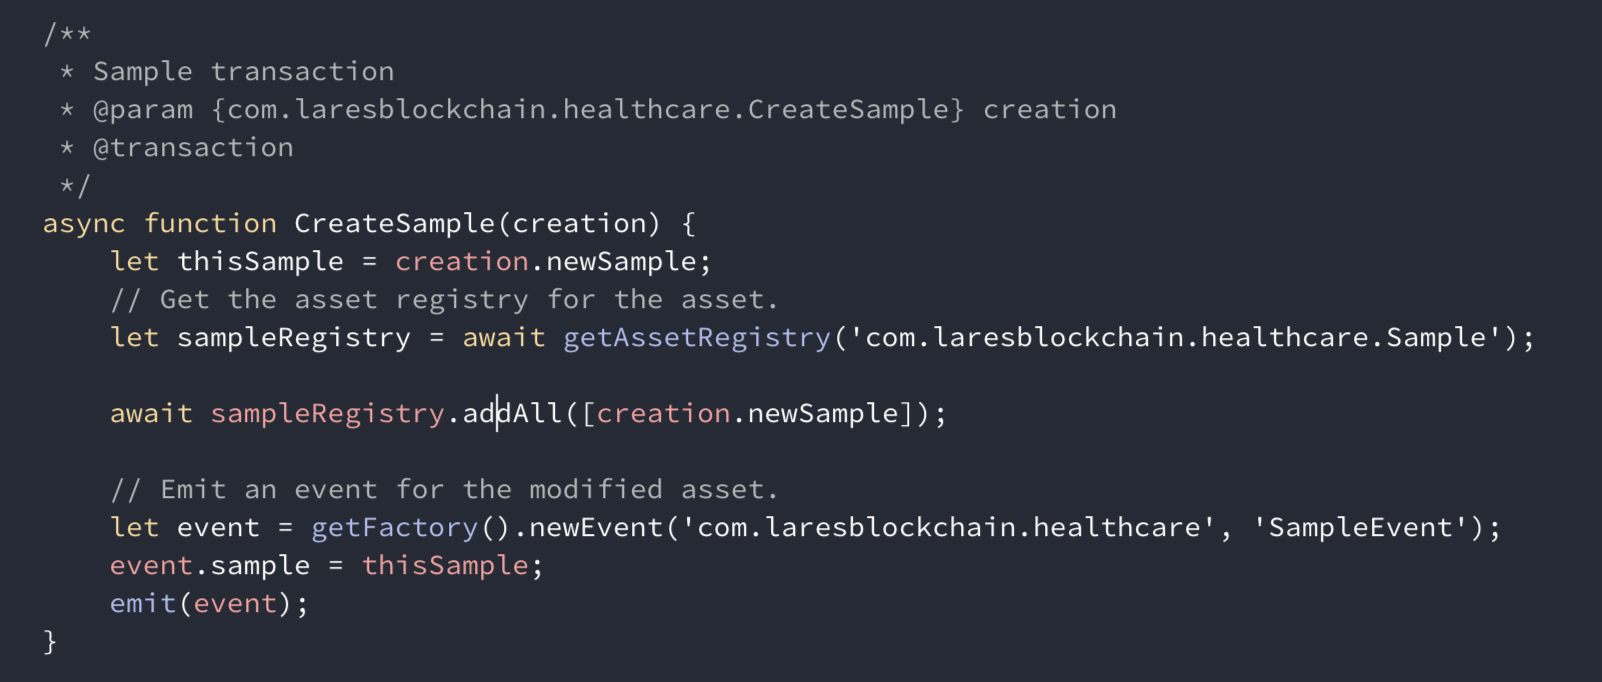 /**
 * Sample transaction
 * @param {com.laresblockchain.healthcare.CreateSample} creation
 * @transaction
 */
async function CreateSample(creation) {
    let thisSample = creation.newSample;
    // Get the asset registry for the asset.
    let sampleRegistry = await getAssetRegistry('com.laresblockchain.healthcare.Sample');

    await sampleRegistry.addAll([creation.newSample]);

    // Emit an event for the modified asset.
    let event = getFactory().newEvent('com.laresblockchain.healthcare', 'SampleEvent');
    event.sample = thisSample;
    emit(event);
}